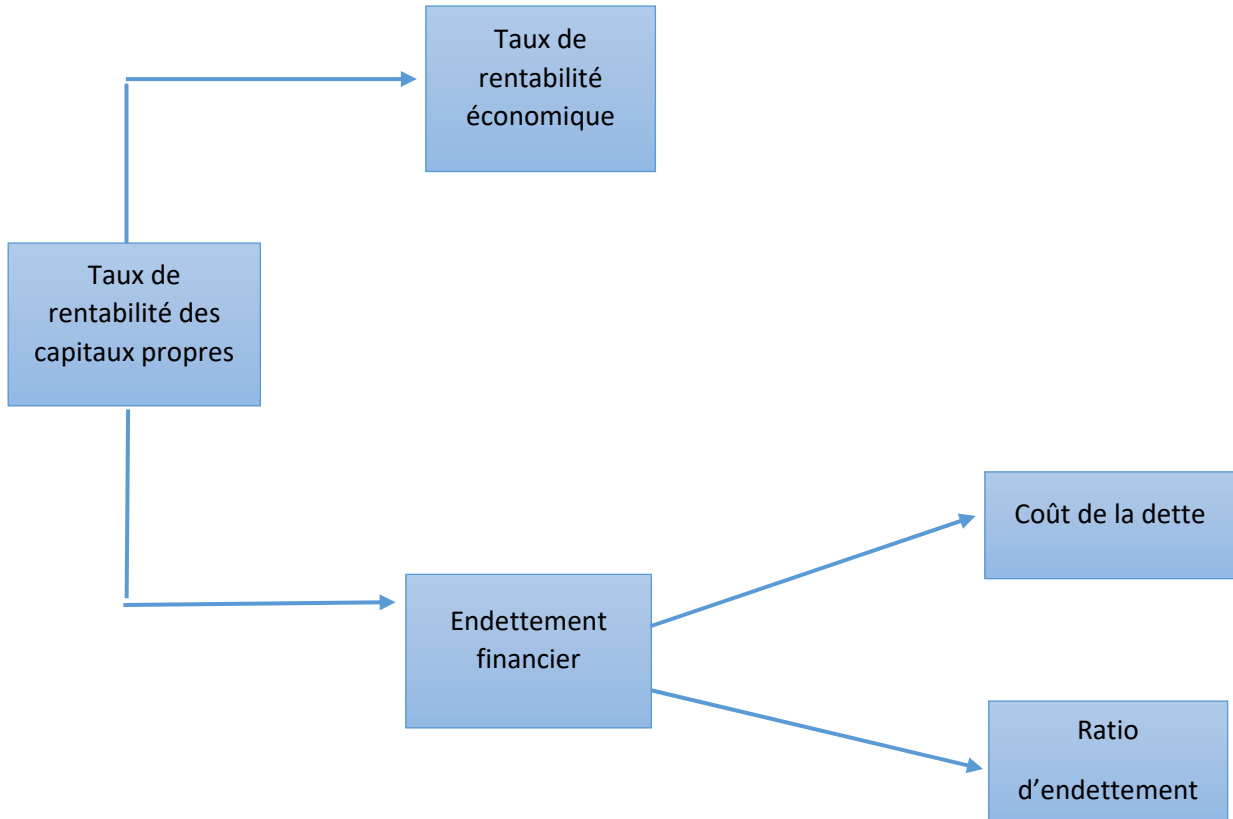 Taux de
rentabilité
économique
Taux de
rentabilité des
capitaux propres
Coût de la dette
Endettement
financier
Ratio
d’endettement